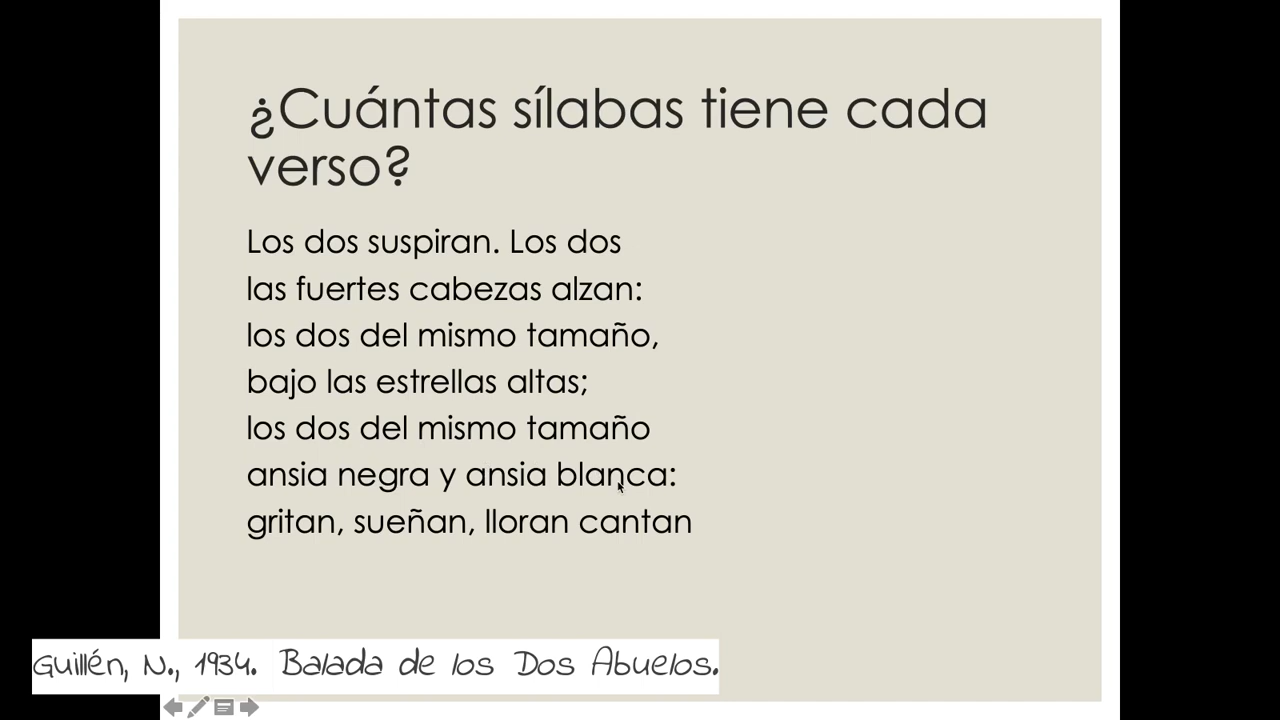 ¿Cuántas sílabas tiene cada
verso?
Los dos suspiran. Los dos
las fuertes cabezas alzan:
los dos del mismo tamaño,
bajo las estrellas altas;
los dos del mismo tamaño
ansia negra y ansia blanca:
gritan, sueñan, lloran cantan
Guillén, N., 1934. Balada de los Dos Abuelos.